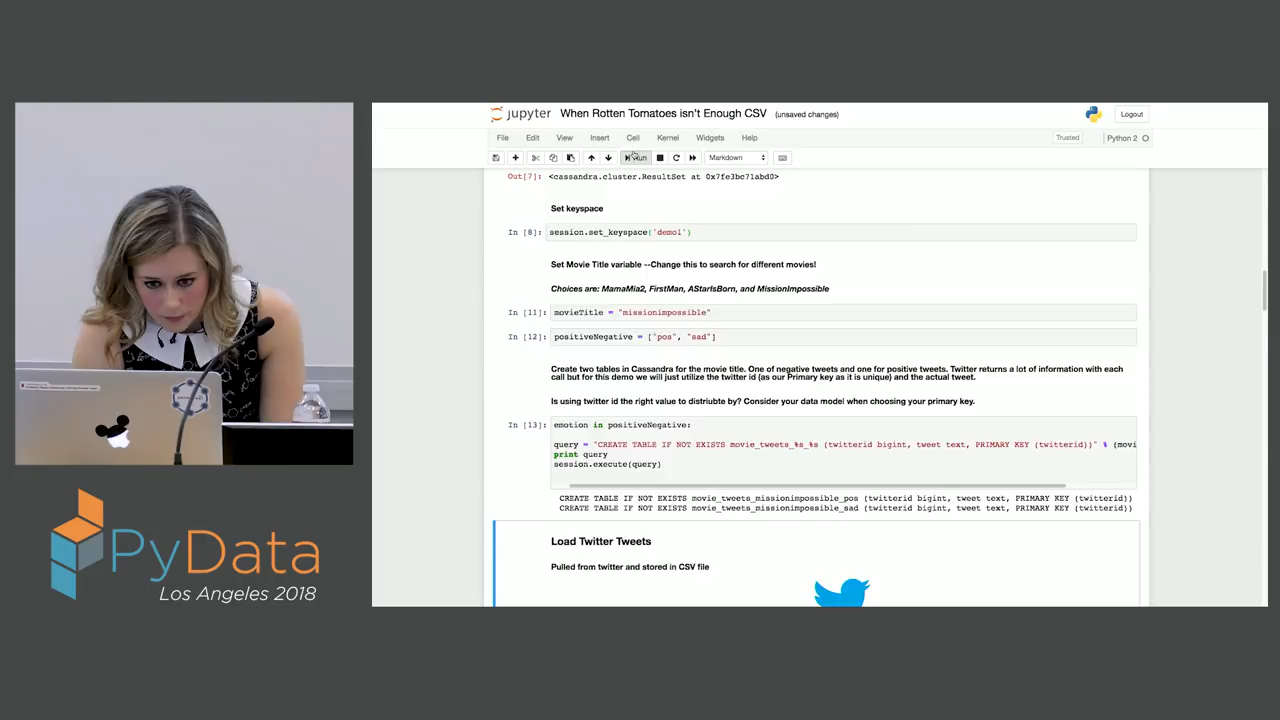 jupyter When Rotten Tomatoes isn't Enough CSV (unsaved changes) Logout
File Edit View Insert Cell Kernel Widgets Help Trusted Python 2
Markdown
Out[7]: <cassandra.cluster.ResultSet at 0x7fe3bc71abd0>
Set keyspace
In [8]: session.set_keyspace('demo1')
Set Movie Title variable --Change this to search for different movies!
Choices are: MamaMia2, FirstMan, AStarIsBorn, and MissionImpossible
In [11]: movieTitle = "missionimpossible"
In [12]: positiveNegative = ["pos", "sad"]
Create two tables in Cassandra for the movie title. One of negative tweets and one for positive tweets. Twitter returns a lot of information with each
call but for this demo we will just utilize the twitter id (as our Primary key as it is unique) and the actual tweet.
Is using twitter id the right value to distriubte by? Consider your data model when choosing your primary key.
In [13]: emotion in positiveNegative:
query = "CREATE TABLE IF NOT EXISTS movie_tweets_%s_%s (twitterid bigint, tweet text, PRIMARY KEY (twitterid))" % (movi
print query
session.execute(query)
CREATE TABLE IF NOT EXISTS movie_tweets_missionimpossible_pos (twitterid bigint, tweet text, PRIMARY KEY (twitterid))
CREATE TABLE IF NOT EXISTS movie_tweets_missionimpossible_sad (twitterid bigint, tweet text, PRIMARY KEY (twitterid))
Load Twitter Tweets
Pulled from twitter and stored in CSV file
PyData
Los Angeles 2018